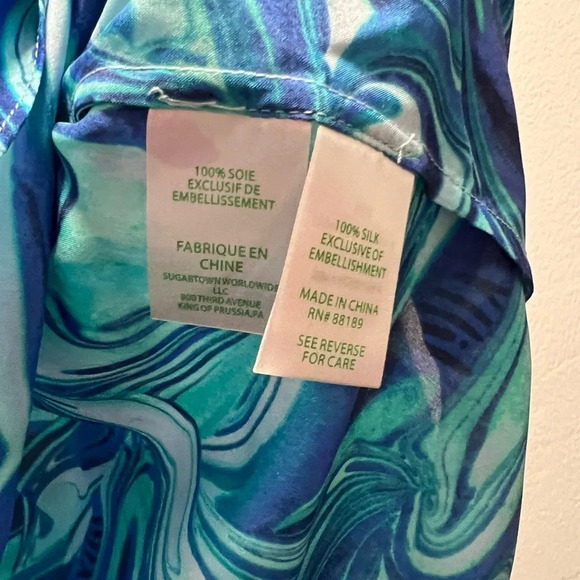 100% SOIE
EXCLUSIF DE
EMBELLISSEMENT
FABRIQUE EN
CHINE
SUGARTOWN WORLDWIDE
LLC
800 THIRD AVENUE
KING OF PRUSSIA,PA
100% SILK
EXCLUSIVE OF
EMBELLISHMENT
MADE IN CHINA
RN# 88189
SEE REVERSE
FOR CARE